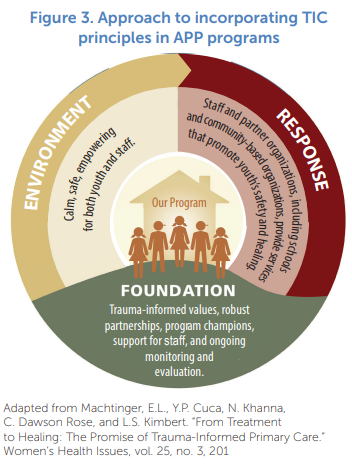 Figure 3. Approach to incorporating TIC
principles in APP programs
ENVIRONMENT
Calm, safe, empowering
for both youth and staff.
RESPONSE
Staff and partner organizations, including schools
and community-based organizations, provide services
that promote youth's safety and healing.
Our Program
FOUNDATION
Trauma-informed values, robust
partnerships, program champions,
support for staff, and ongoing
monitoring and
evaluation.
Adapted from Machtinger, E.L., Y.P. Cuca, N. Khanna,
C. Dawson Rose, and L.S. Kimbert. “From Treatment
to Healing: The Promise of Trauma-Informed Primary Care.”
Women's Health Issues, vol. 25, no. 3, 201